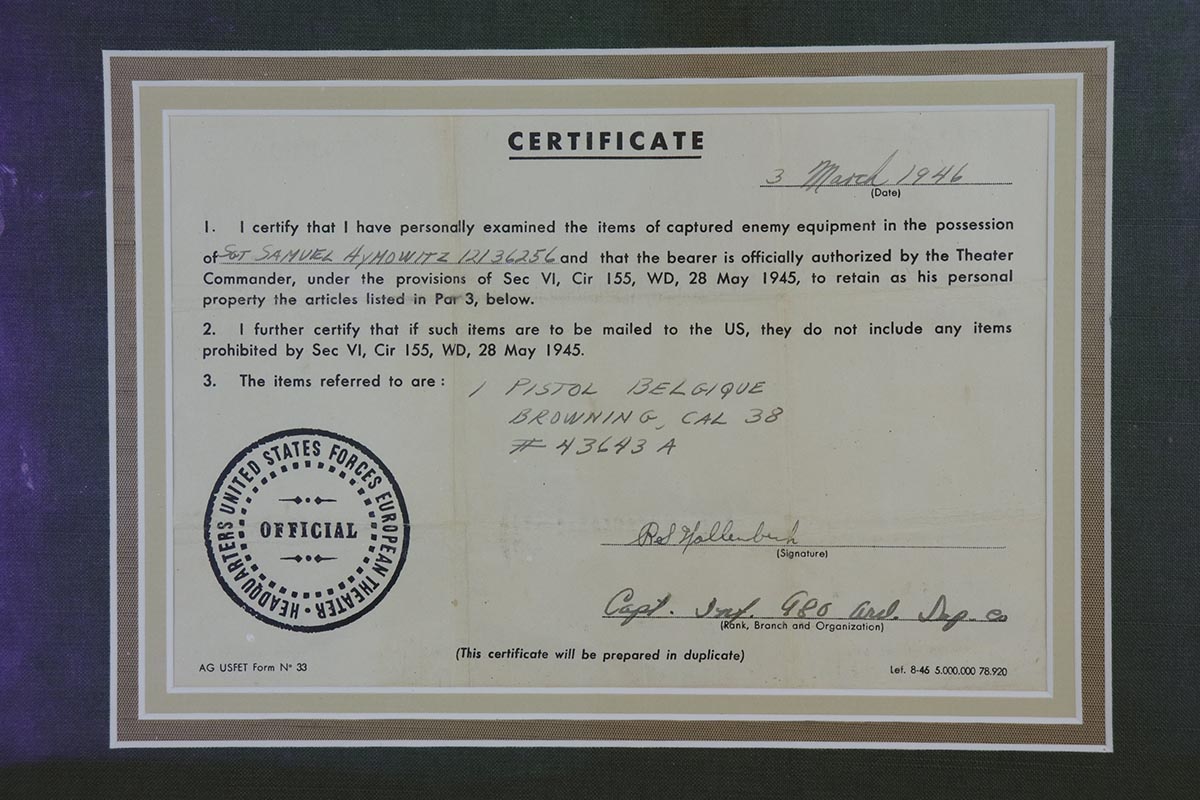 CERTIFICATE
3 March 1946
(Date)
1. I certify that I have personally examined the items of captured enemy equipment in the possession
of SGT SAMUEL HYMOWITZ 12136256 and that the bearer is officially authorized by the Theater
Commander, under the provisions of Sec VI, Cir 155, WD, 28 May 1945, to retain as his personal
property the articles listed in Par 3, below.
2. I further certify that if such items are to be mailed to the US, they do not include any items
prohibited by Sec VI, Cir 155, WD, 28 May 1945.
3. The items referred to are : 1 PISTOL BELGIQUE
BROWNING, CAL 38
# 43643 A
HEADQUARTERS UNITED STATES FORCES EUROPEAN THEATER
OFFICIAL
(Signature)
Capt. Inf. 980 Ord. Dep. Co
(Rank, Branch and Organization)
(This certificate will be prepared in duplicate)
AG USFET Form N° 33
Lef. 8-45 5.000.000 78.920